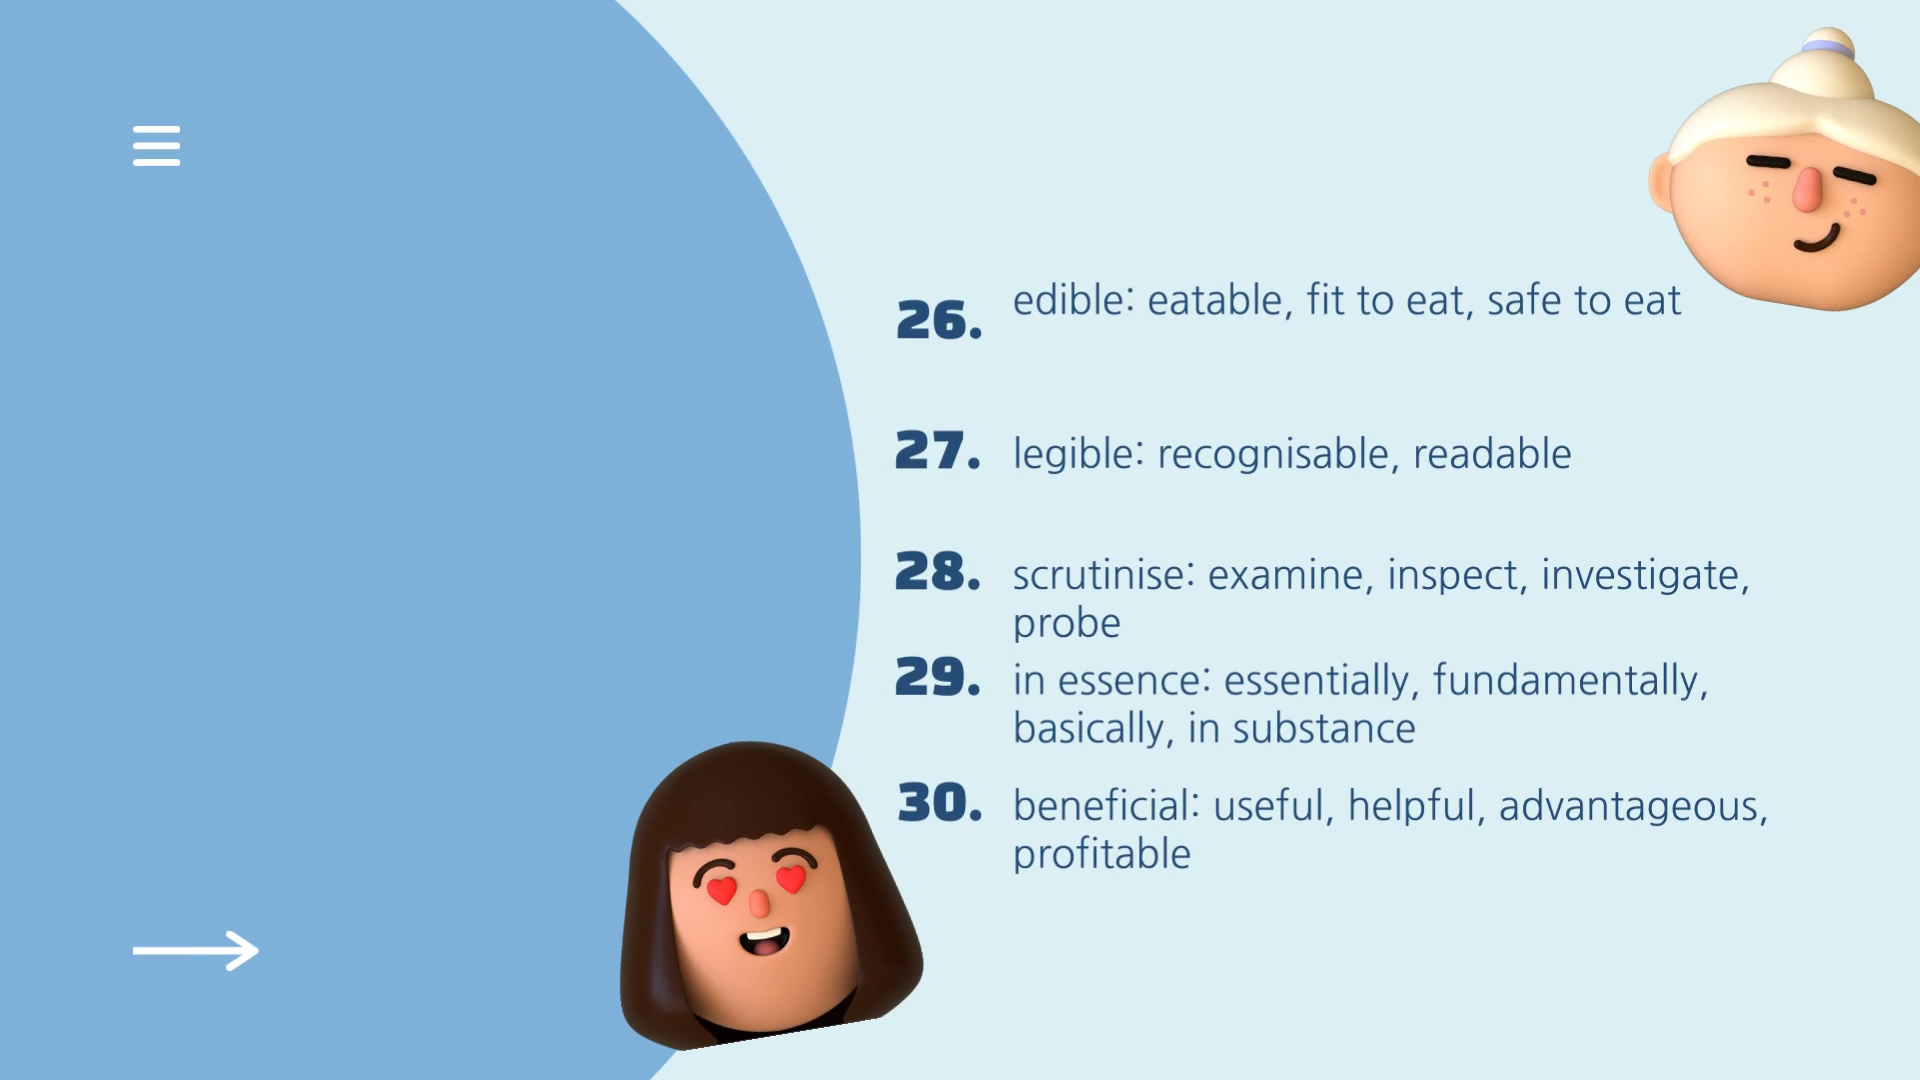 26. edible: eatable, fit to eat, safe to eat
27. legible: recognisable, readable
28. scrutinise: examine, inspect, investigate,
probe
29. in essence: essentially, fundamentally,
basically, in substance
30. beneficial: useful, helpful, advantageous,
profitable